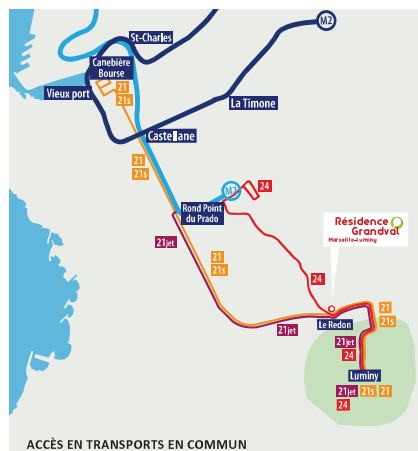 M2
St-Charles
Canebière
Bourse
21
21s
Vieux port
La Timone
Castellane
21
21s
M2
24
Rond Point
du Prado
Résidence
Grandval
Marseille-Luminy
21jet
21
21s
24
21
21s
Le Redon
21jet
21jet
24
Luminy
21jet 21s 21
24
ACCÈS EN TRANSPORTS EN COMMUN